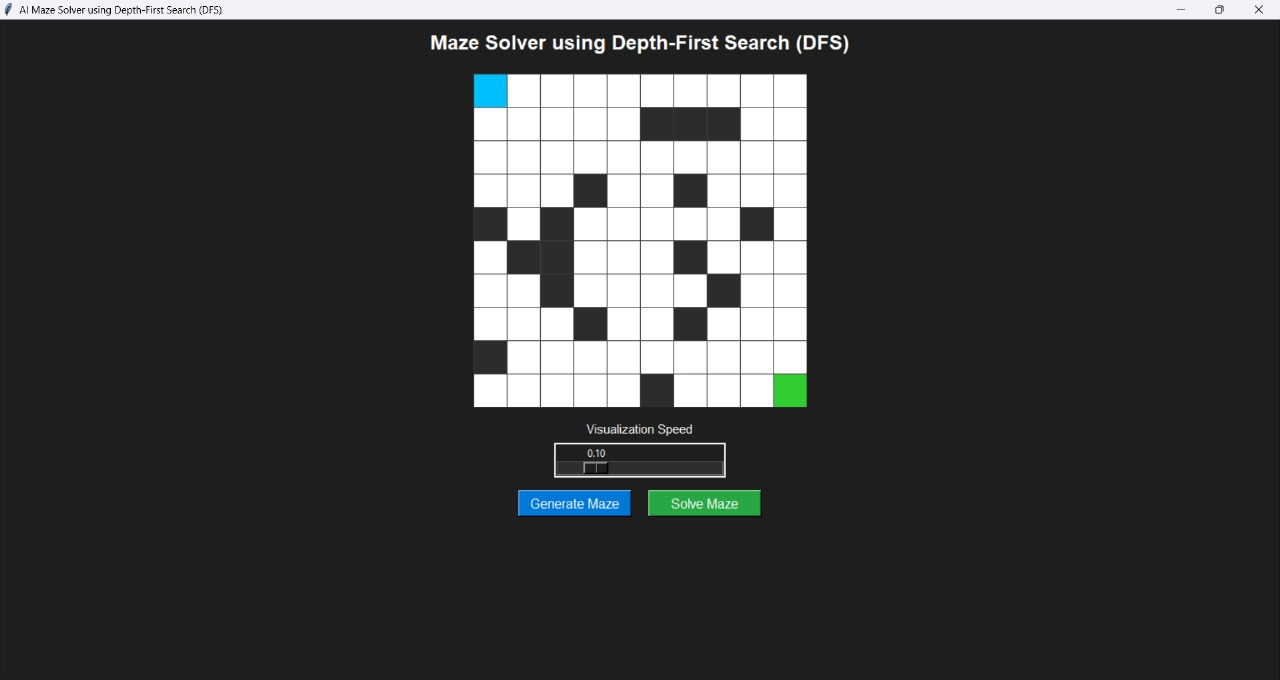 AI Maze Solver using Depth-First Search (DFS)
Maze Solver using Depth-First Search (DFS)
Visualization Speed
0.10
Generate Maze
Solve Maze